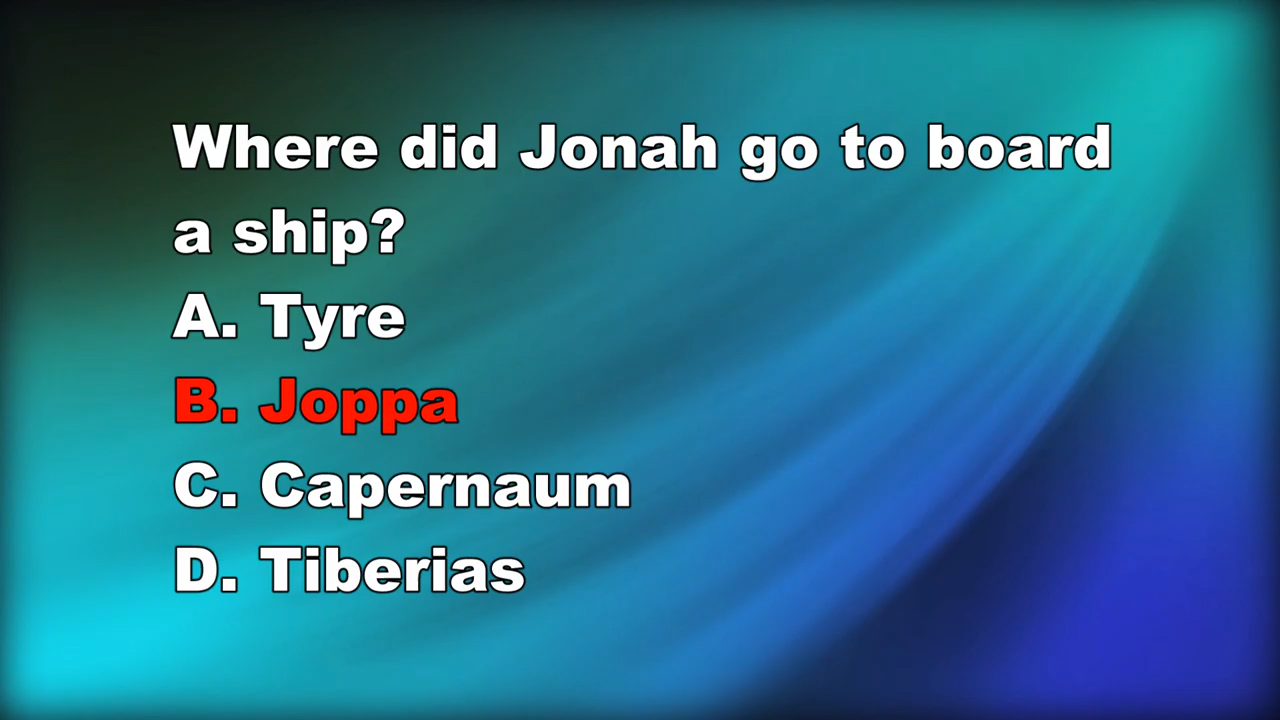 Where did Jonah go to board
a ship?
A. Tyre
B. Joppa
C. Capernaum
D. Tiberias